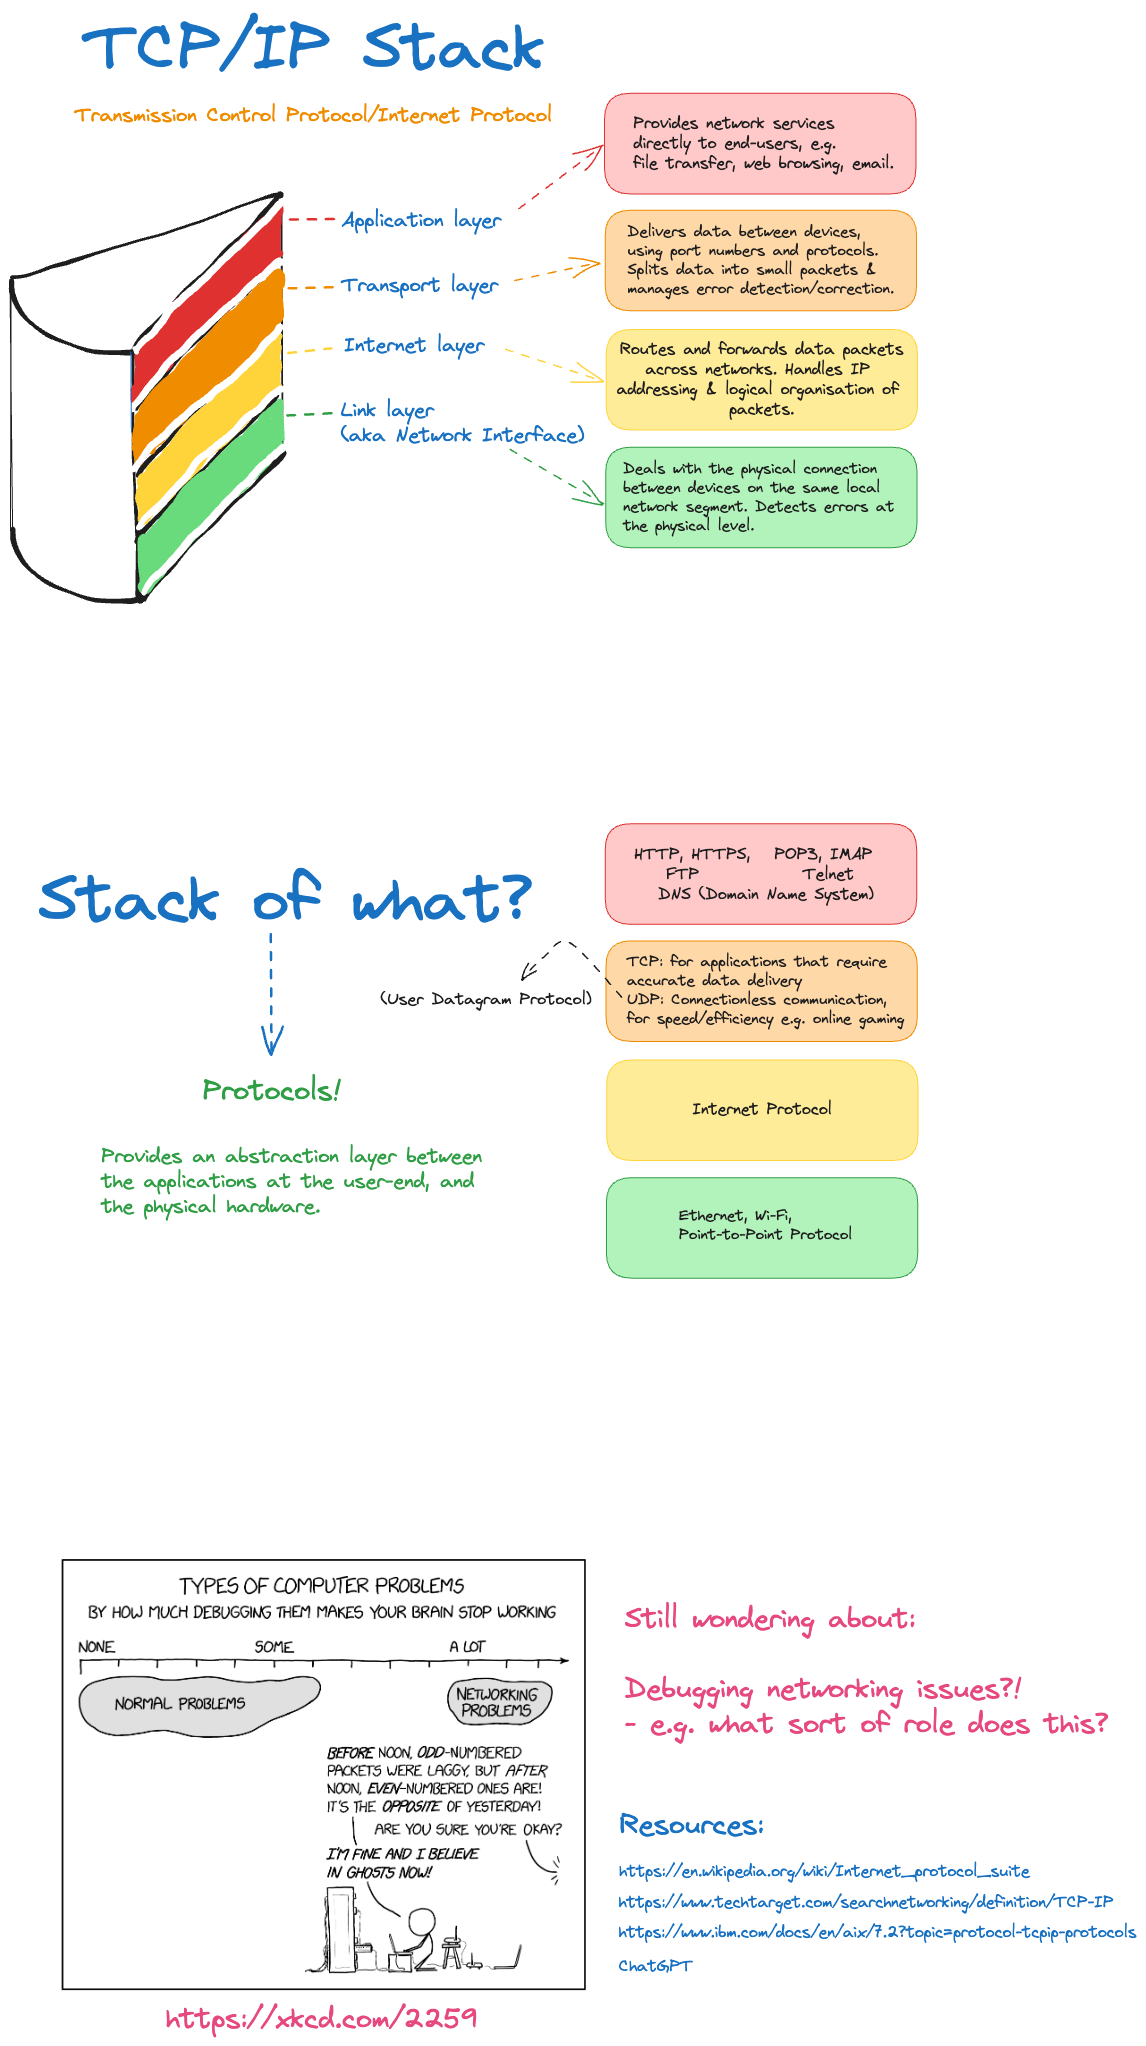 TCP/IP Stack
Transmission Control Protocol/Internet Protocol
Application layer
Provides network services
directly to end-users, e.g.
file transfer, web browsing, email.
Transport layer
Delivers data between devices,
using port numbers and protocols.
Splits data into small packets &
manages error detection/correction.
Internet layer
Routes and forwards data packets
across networks. Handles IP
addressing & logical organisation of
packets.
Link layer
(aka Network Interface)
Deals with the physical connection
between devices on the same local
network segment. Detects errors at
the physical level.
Stack of what?
Protocols!
Provides an abstraction layer between
the applications at the user-end, and
the physical hardware.
HTTP, HTTPS, POP3, IMAP
FTP Telnet
DNS (Domain Name System)
TCP: for applications that require
accurate data delivery
UDP: Connectionless communication,
for speed/efficiency e.g. online gaming
(User Datagram Protocol)
Internet Protocol
Ethernet, Wi-Fi,
Point-to-Point Protocol
TYPES OF COMPUTER PROBLEMS
BY HOW MUCH DEBUGGING THEM MAKES YOUR BRAIN STOP WORKING
NONE SOME A LOT
NORMAL PROBLEMS
NETWORKING
PROBLEMS
BEFORE NOON, ODD-NUMBERED
PACKETS WERE LAGGY, BUT AFTER
NOON, EVEN-NUMBERED ONES ARE!
IT'S THE OPPOSITE OF YESTERDAY!
ARE YOU SURE YOU'RE OKAY?
I'M FINE AND I BELIEVE
IN GHOSTS NOW!
https://xkcd.com/2259
Still wondering about:
Debugging networking issues?!
- e.g. what sort of role does this?
Resources:
https://en.wikipedia.org/wiki/Internet_protocol_suite
https://www.techtarget.com/searchnetworking/definition/TCP-IP
https://www.ibm.com/docs/en/aix/7.2?topic=protocol-tcpip-protocols
ChatGPT